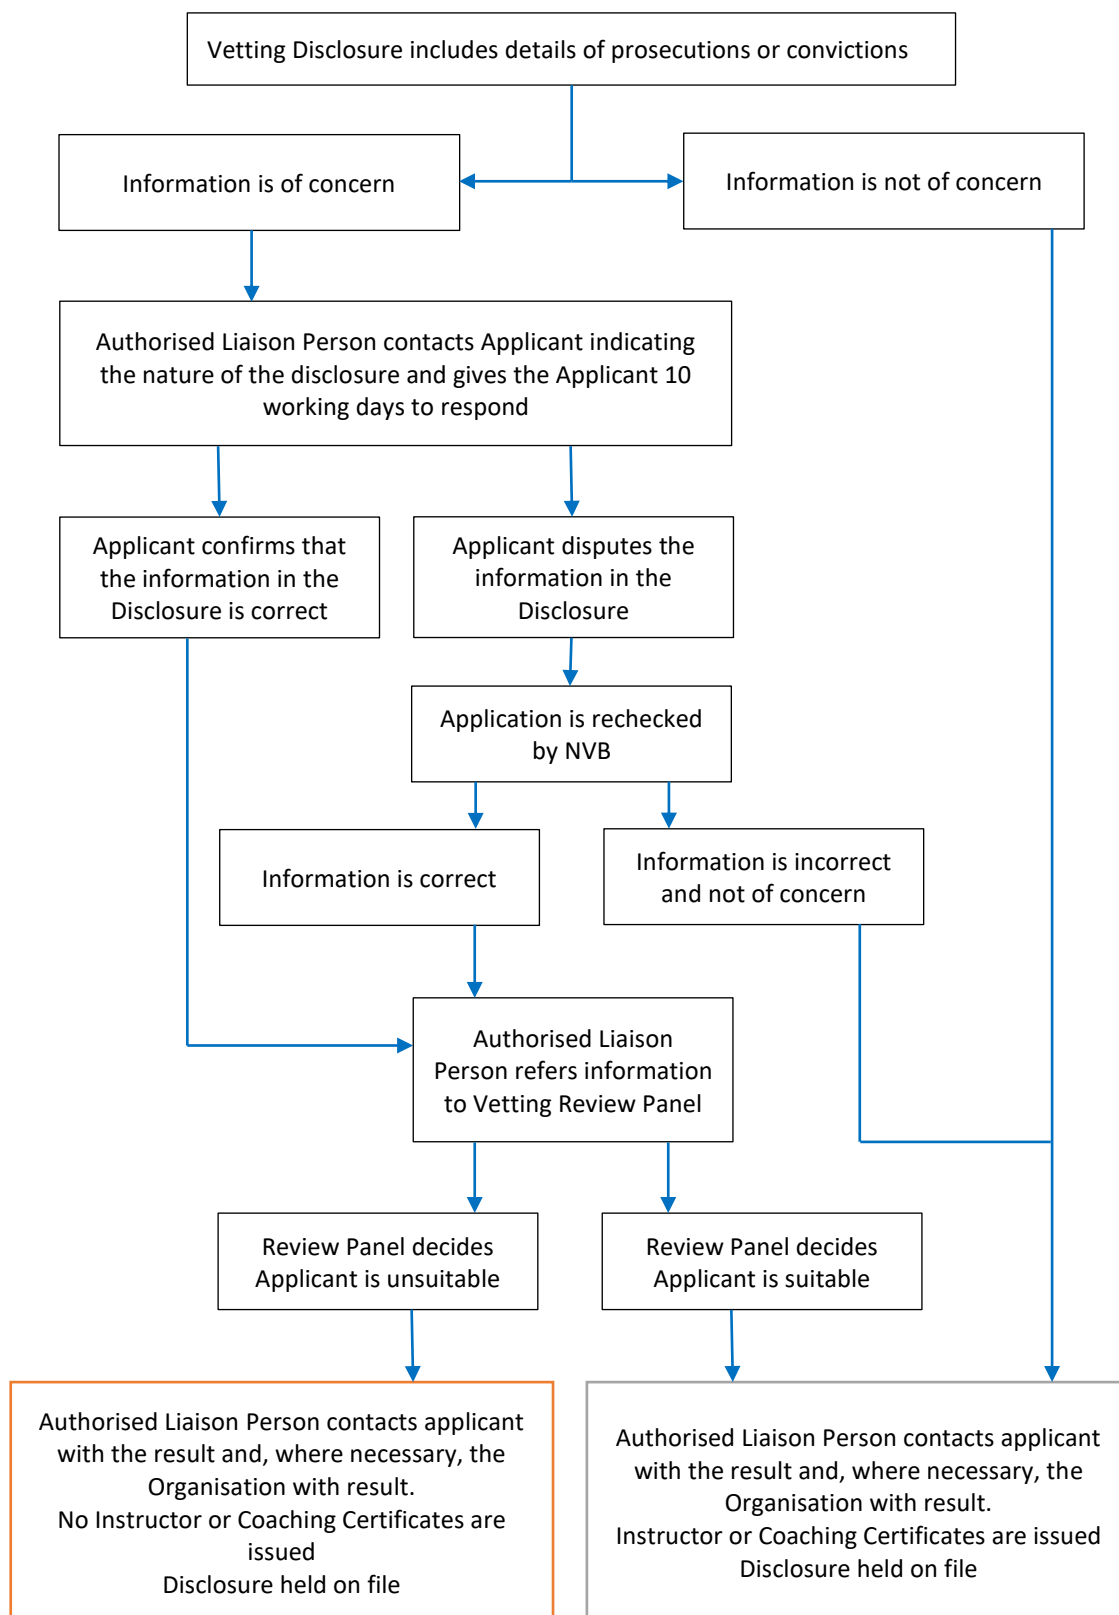 Vetting Disclosure includes details of prosecutions or convictions
Information is of concern
Information is not of concern
Authorised Liaison Person contacts Applicant indicating
the nature of the disclosure and gives the Applicant 10
working days to respond
Applicant confirms that
the information in the
Disclosure is correct
Applicant disputes the
information in the
Disclosure
Application is rechecked
by NVB
Information is correct
Information is incorrect
and not of concern
Authorised Liaison
Person refers information
to Vetting Review Panel
Review Panel decides
Applicant is unsuitable
Review Panel decides
Applicant is suitable
Authorised Liaison Person contacts applicant
with the result and, where necessary, the
Organisation with result.
No Instructor or Coaching Certificates are
issued
Disclosure held on file
Authorised Liaison Person contacts applicant
with the result and, where necessary, the
Organisation with result.
Instructor or Coaching Certificates are issued
Disclosure held on file